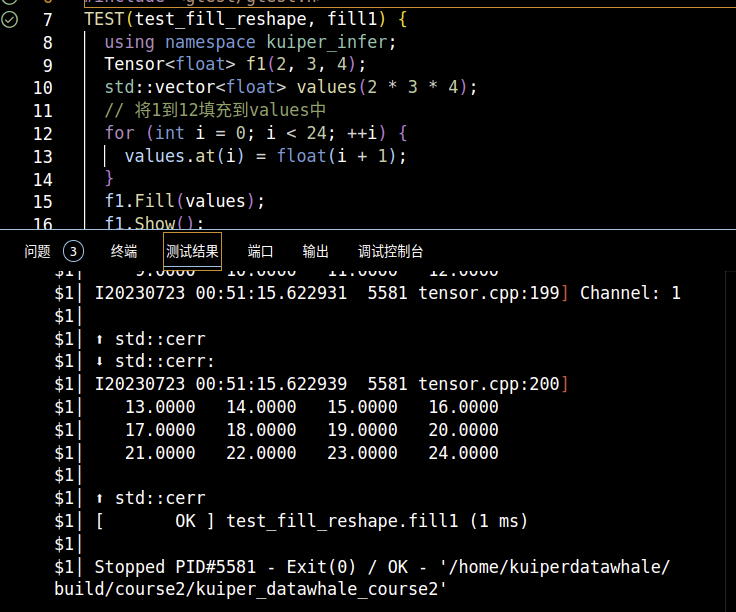 7 TEST(test_fill_reshape, fill1) {
8 using namespace kuiper_infer;
9 Tensor<float> f1(2, 3, 4);
10 std::vector<float> values(2 * 3 * 4);
11 // 将1到12填充到values中
12 for (int i = 0; i < 24; ++i) {
13 values.at(i) = float(i + 1);
14 }
15 f1.Fill(values);
16 f1.Show();
问题 3 终端 测试结果 端口 输出 调试控制台
$1| 9.0000 10.0000 11.0000 12.0000
$1| I20230723 00:51:15.622931 5581 tensor.cpp:199] Channel: 1
$1|
$1| ⬆ std::cerr
$1| ⬇ std::cerr:
$1| I20230723 00:51:15.622939 5581 tensor.cpp:200]
$1| 13.0000 14.0000 15.0000 16.0000
$1| 17.0000 18.0000 19.0000 20.0000
$1| 21.0000 22.0000 23.0000 24.0000
$1|
$1| ⬆ std::cerr
$1| [ OK ] test_fill_reshape.fill1 (1 ms)
$1|
$1| Stopped PID#5581 - Exit(0) / OK - '/home/kuiperdatawhale/
build/course2/kuiper_datawhale_course2'